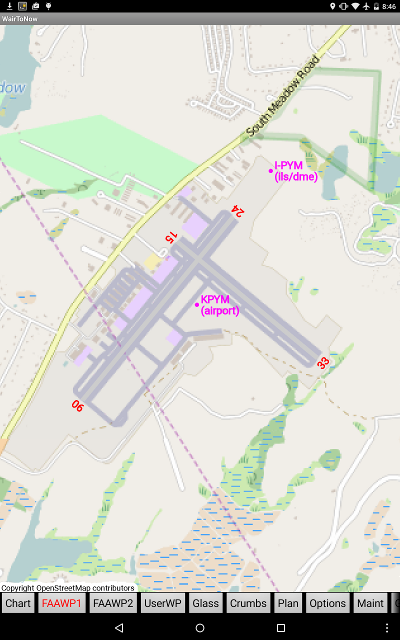 8:46
WairToNow
South Meadow Road
I-PYM
(ils/dme)
24
15
KPYM
(airport)
33
06
Copyright OpenStreetMap contributors
Chart FAAWP1 FAAWP2 UserWP Glass Crumbs Plan Options Maint